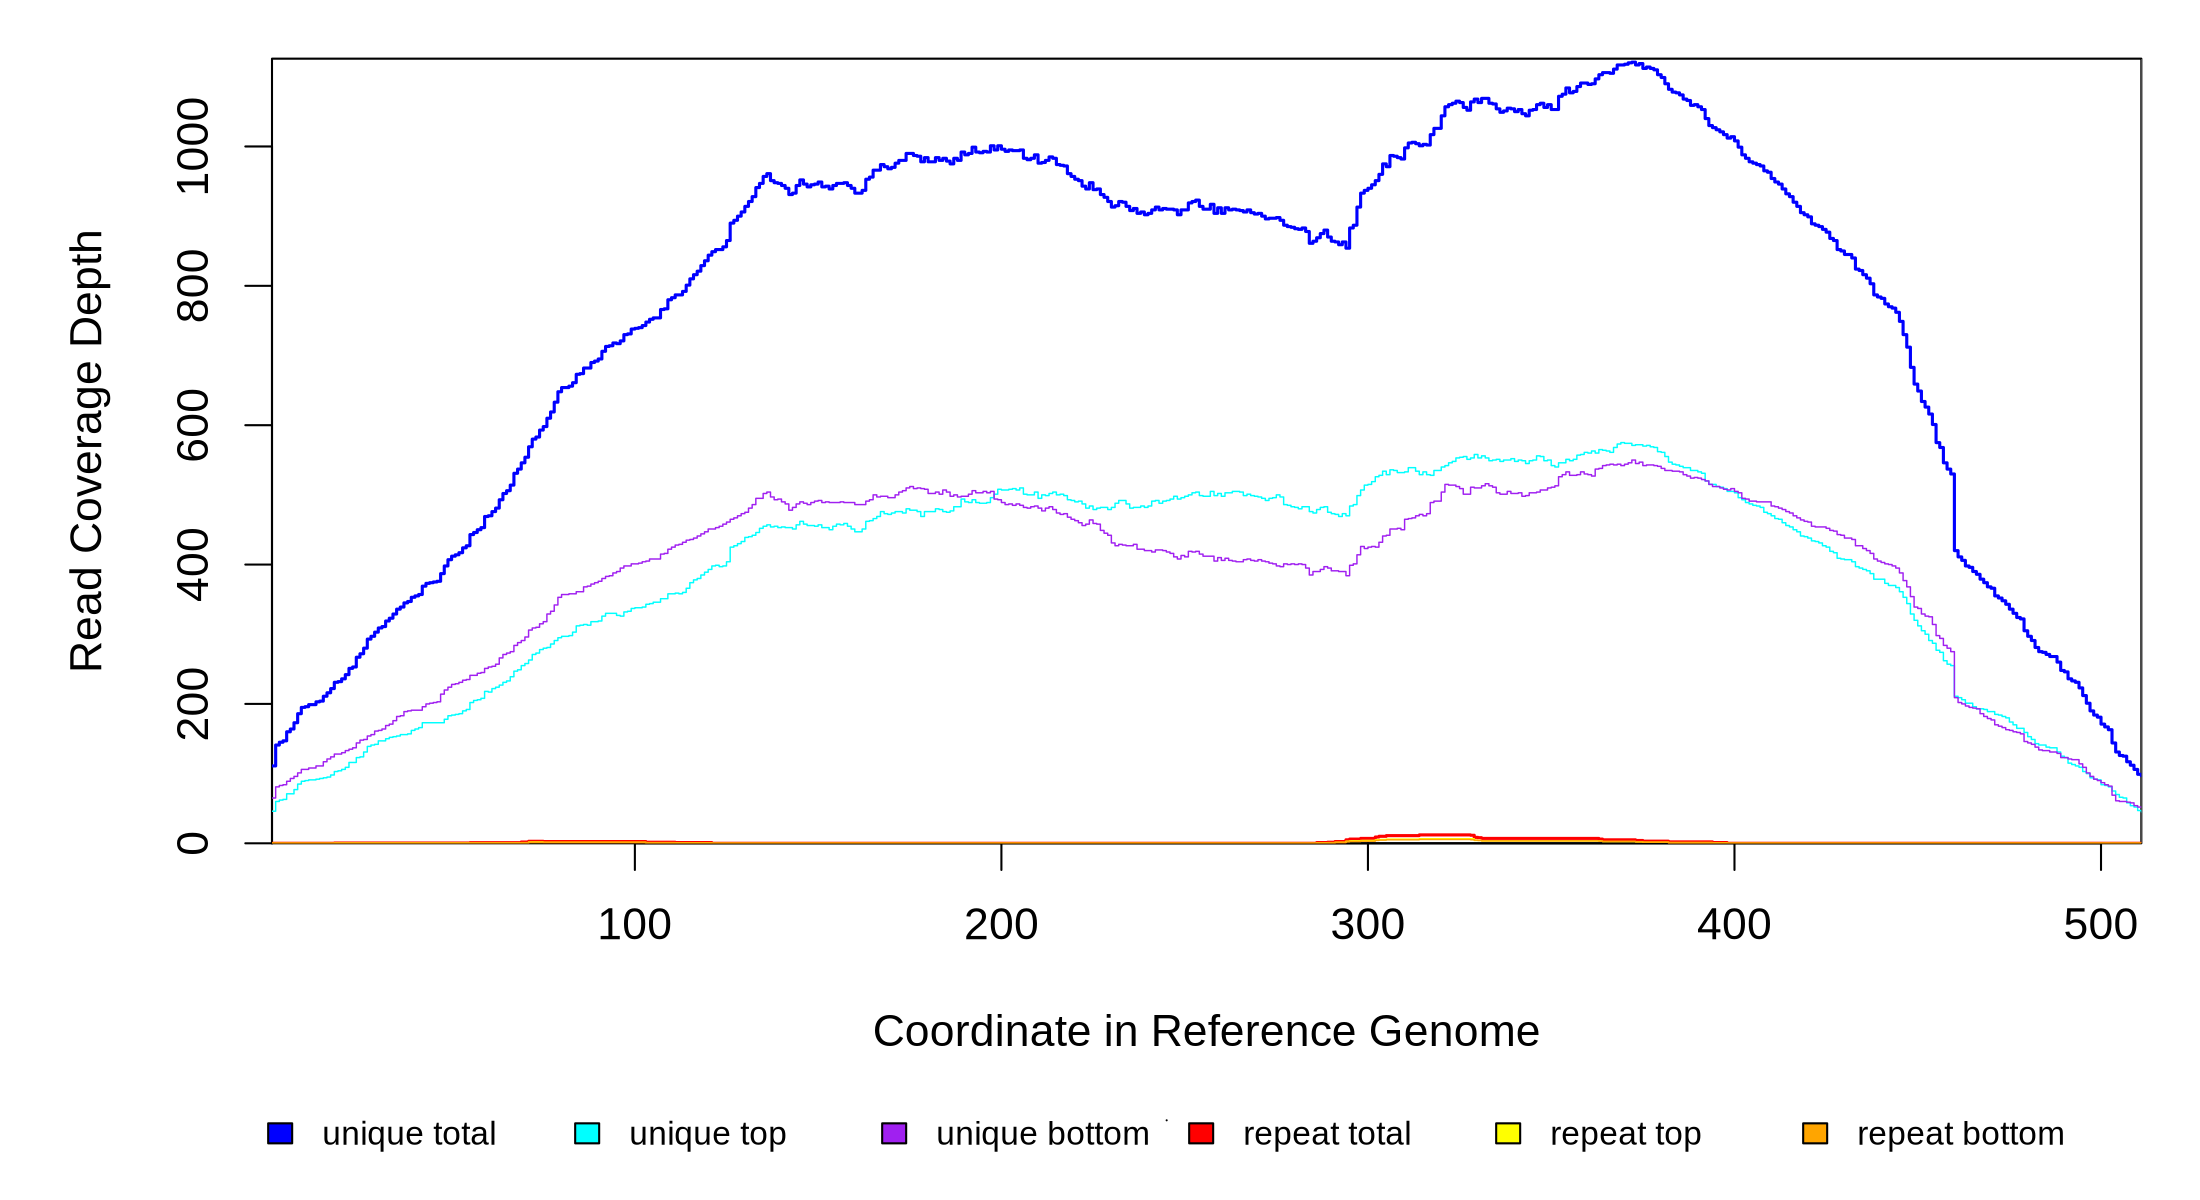 Read Coverage Depth
1000
800
600
400
200
0
100 200 300 400 500
Coordinate in Reference Genome
unique total unique top unique bottom repeat total repeat top repeat bottom